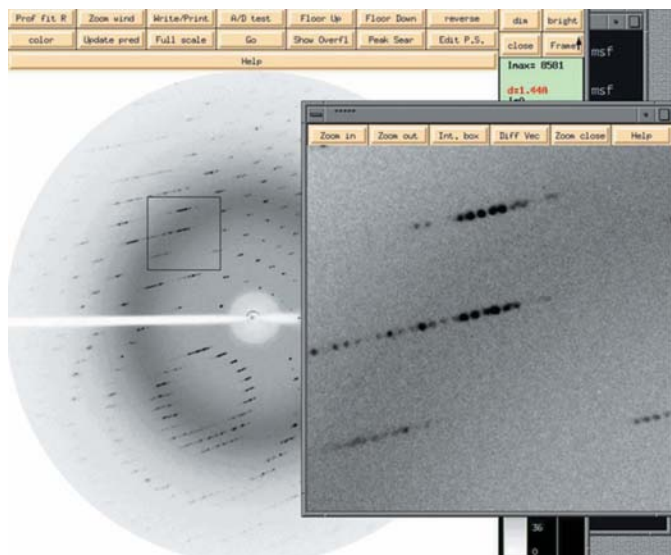 Prof fit R Zoom wind Write/Print A/D test Floor Up Floor Down reverse dim bright
color Update pred Full scale Go Show Overfl Peak Sear Edit P.S. close Frame
Help
Imax= 8581
d=1.44A
msf
msf
Zoom in Zoom out Int. box Diff Vec Zoom close Help
36
0